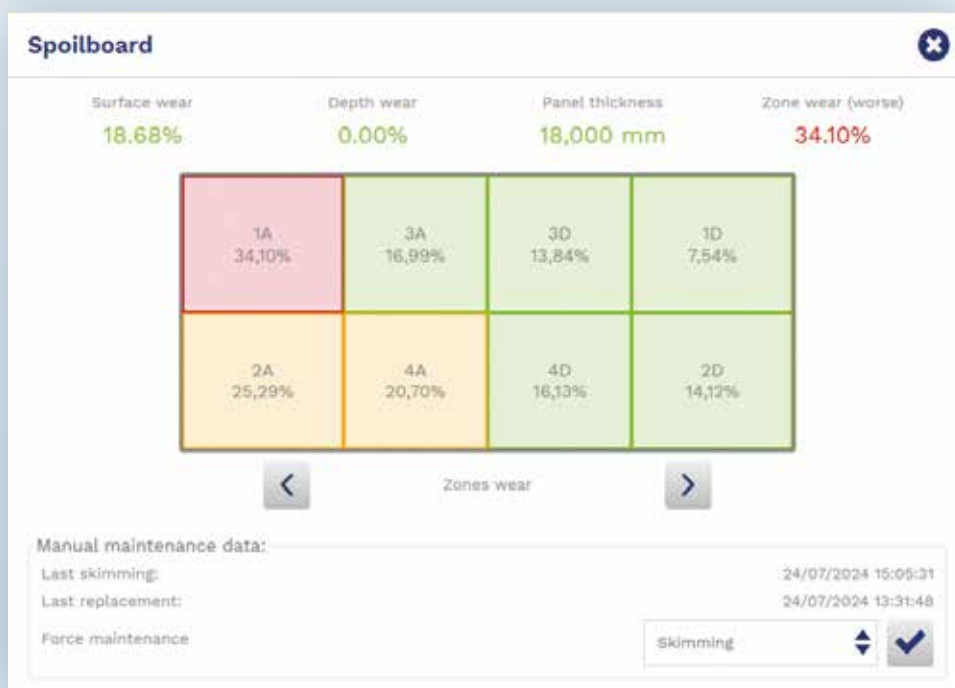 Spoilboard
Surface wear Depth wear Panel thickness Zone wear (worse)
18.68% 0.00% 18,000 mm 34.10%
1A 3A 3D 1D
34,10% 16,99% 13,84% 7,54%
2A 4A 4D 2D
25,29% 20,70% 16,13% 14,12%
Zones wear
Manual maintenance data:
Last skimming: 24/07/2024 15:05:31
Last replacement: 24/07/2024 13:31:48
Force maintenance Skimming